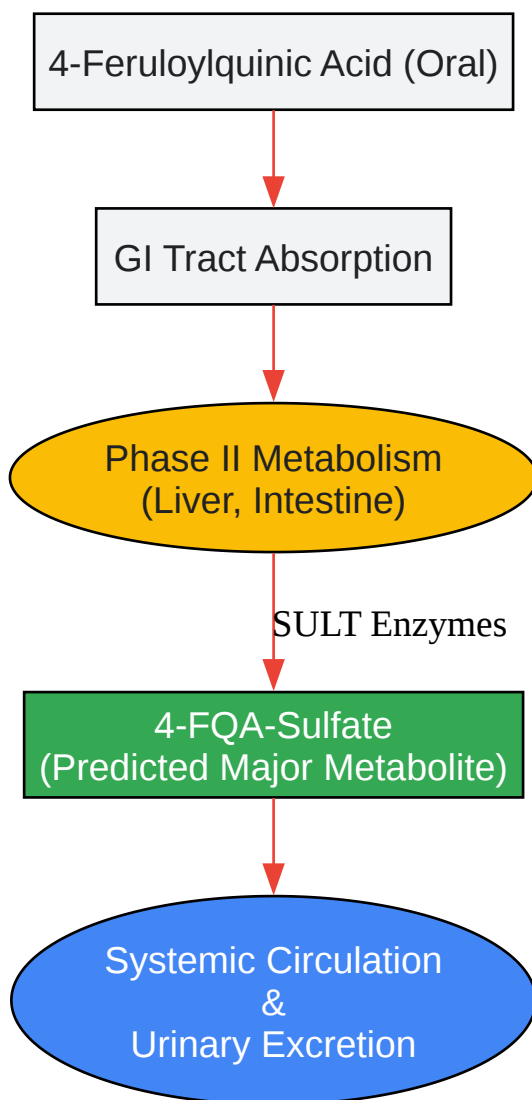 4-Feruloylquinic Acid (Oral)
GI Tract Absorption
Phase II Metabolism
(Liver, Intestine)
SULT Enzymes
4-FQA-Sulfate
(Predicted Major Metabolite)
Systemic Circulation
&
Urinary Excretion